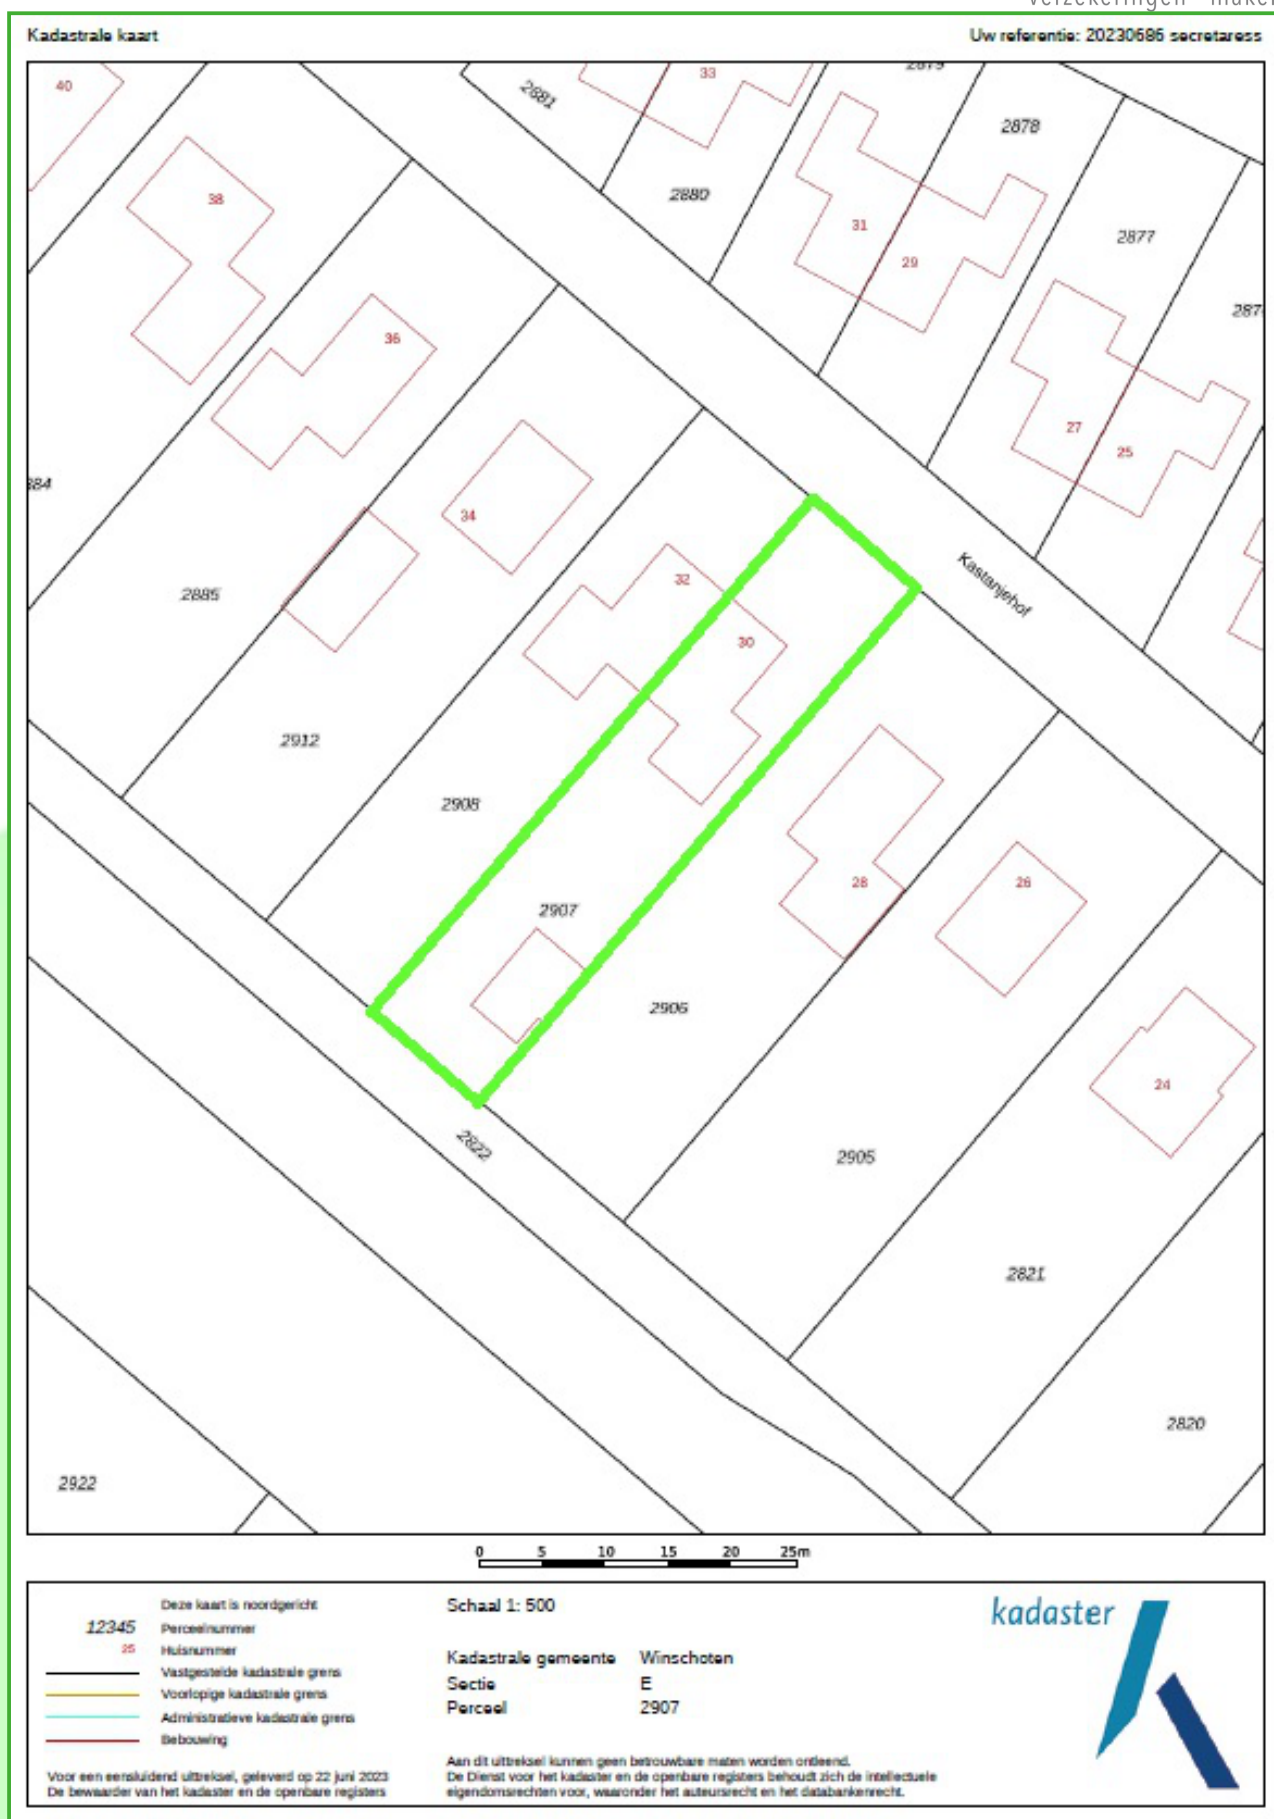 Kadastrale kaart
Uw referentie: 20230686 secretaress
40
33
2881
2879
2878
38
2880
31
2877
29
36
27
25
34
2885
Kastanjehof
32
30
2912
2908
28
26
2907
2906
24
2822
2905
2821
2820
2922
0 5 10 15 20 25m
Deze kaart is noordgericht
12345 Perceelnummer
25 Huisnummer
Vastgestelde kadastrale grens
Voorlopige kadastrale grens
Administratieve kadastrale grens
Bebouwing
Voor een eensluidend uittreksel, geleverd op 22 juni 2023
De bewaarder van het kadaster en de openbare registers
Schaal 1: 500
Kadastrale gemeente Winschoten
Sectie E
Perceel 2907
Aan dit uittreksel kunnen geen betrouwbare maten worden ontleend.
De Dienst voor het kadaster en de openbare registers behoudt zich de intellectuele
eigendomsrechten voor, waaronder het auteursrecht en het databankenrecht.
kadaster